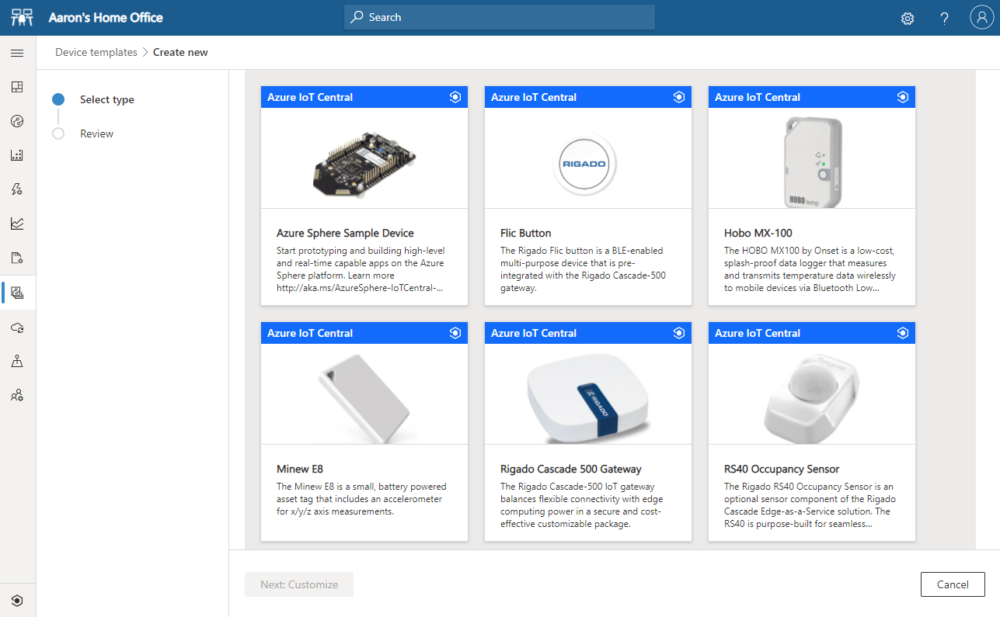 Aaron's Home Office
Search
?
Device templates > Create new
Select type
Review
Azure IoT Central
Azure IoT Central
Azure IoT Central
RIGADO
HOBO temp
Azure Sphere Sample Device
Start prototyping and building high-level
and real-time capable apps on the Azure
Sphere platform. Learn more
http://aka.ms/AzureSphere-IoTCentral-...
Flic Button
The Rigado Flic button is a BLE-enabled
multi-purpose device that is pre-
integrated with the Rigado Cascade-500
gateway.
Hobo MX-100
The HOBO MX100 by Onset is a low-cost,
splash-proof data logger that measures
and transmits temperature data wirelessly
to mobile devices via Bluetooth Low...
Azure IoT Central
Azure IoT Central
Azure IoT Central
RIGADO
Minew E8
The Minew E8 is a small, battery powered
asset tag that includes an accelerometer
for x/y/z axis measurements.
Rigado Cascade 500 Gateway
The Rigado Cascade-500 IoT gateway
balances flexible connectivity with edge
computing power in a secure and cost-
effective customizable package.
RS40 Occupancy Sensor
The Rigado RS40 Occupancy Sensor is an
optional sensor component of the Rigado
Cascade Edge-as-a-Service solution. The
RS40 is purpose-built for seamless...
Next: Customize
Cancel